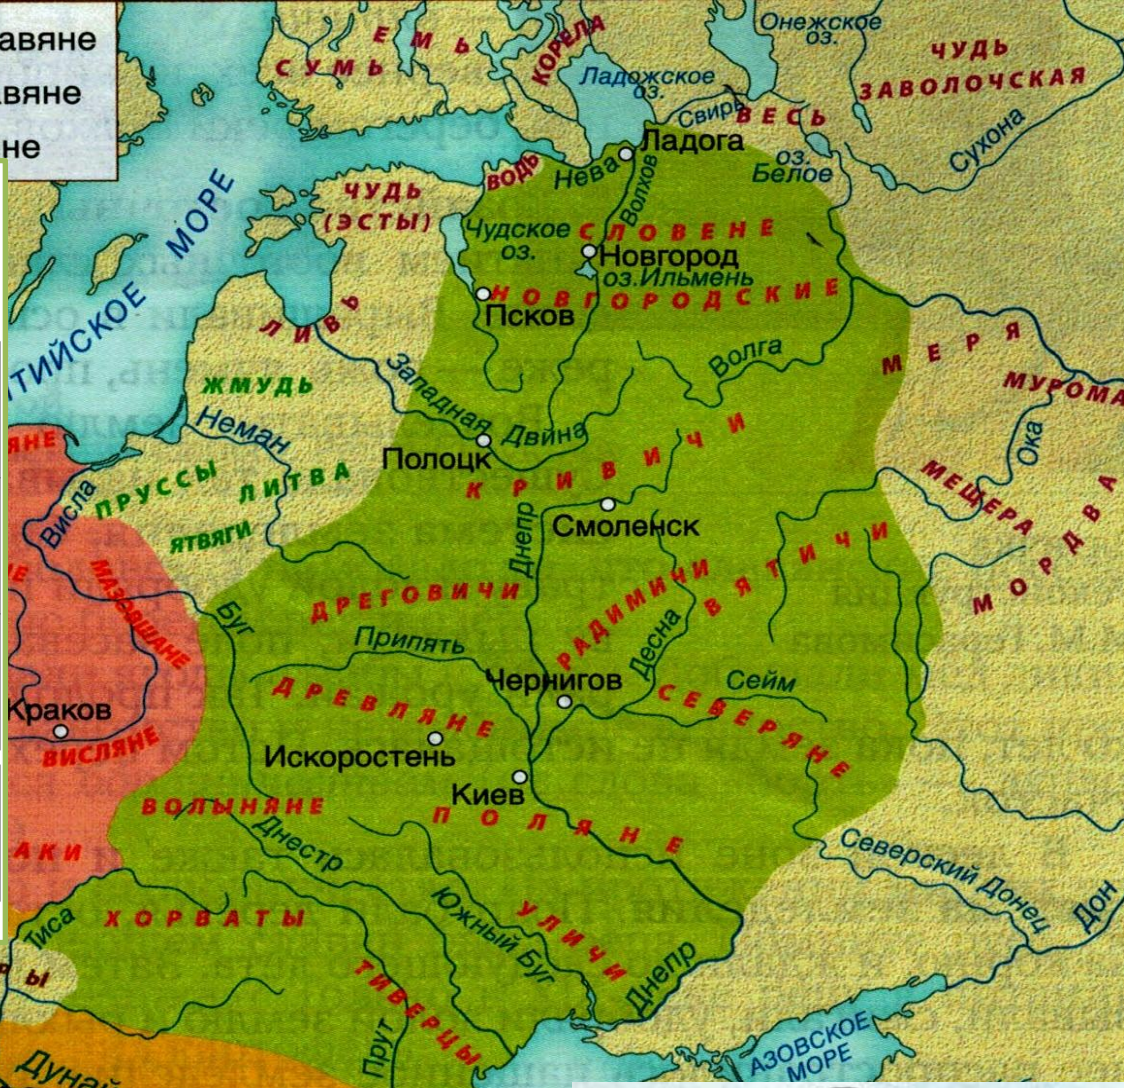 авяне
авяне
не
ЕМЬ
СУМЬ
КОРЕЛА
Онежское
оз.
Ладожское
оз.
ЧУДЬ
ЗАВОЛОЧСКАЯ
Свирь
ВЕСЬ
Сухона
Ладога
оз.
Белое
ВОДЬ
Нева
Волхов
МОРЕ
ЧУДЬ
(ЭСТЫ)
Чудское
оз.
СЛОВЕНЕ
Новгород
оз.Ильмень
НОВГОРОДСКИЕ
Псков
ТИЙСКОЕ
ЛИВЬ
Западная Двина
Волга
МЕРЯ
МУРОМА
ЖМУДЬ
Неман
Ока
ЯНЕ
Висла
ПРУССЫ
ЛИТВА
Полоцк
КРИВИЧИ
МЕЩЕРА
МОРДВА
ЯТВЯГИ
Днепр
Смоленск
ВЯТИЧИ
Е
МАЗОВШАНЕ
Буг
ДРЕГОВИЧИ
РАДИМИЧИ
Припять
Десна
Чернигов
Сейм
СЕВЕРЯНЕ
ДРЕВЛЯНЕ
Краков
ВИСЛЯНЕ
Искоростень
Киев
ВОЛЫНЯНЕ
ПОЛЯНЕ
Днестр
АКИ
Северский Донец
Дон
Тиса
ХОРВАТЫ
Южный Буг
УЛИЧИ
Днепр
РЫ
ТИВЕРЦЫ
Прут
АЗОВСКОЕ
МОРЕ
Дунай